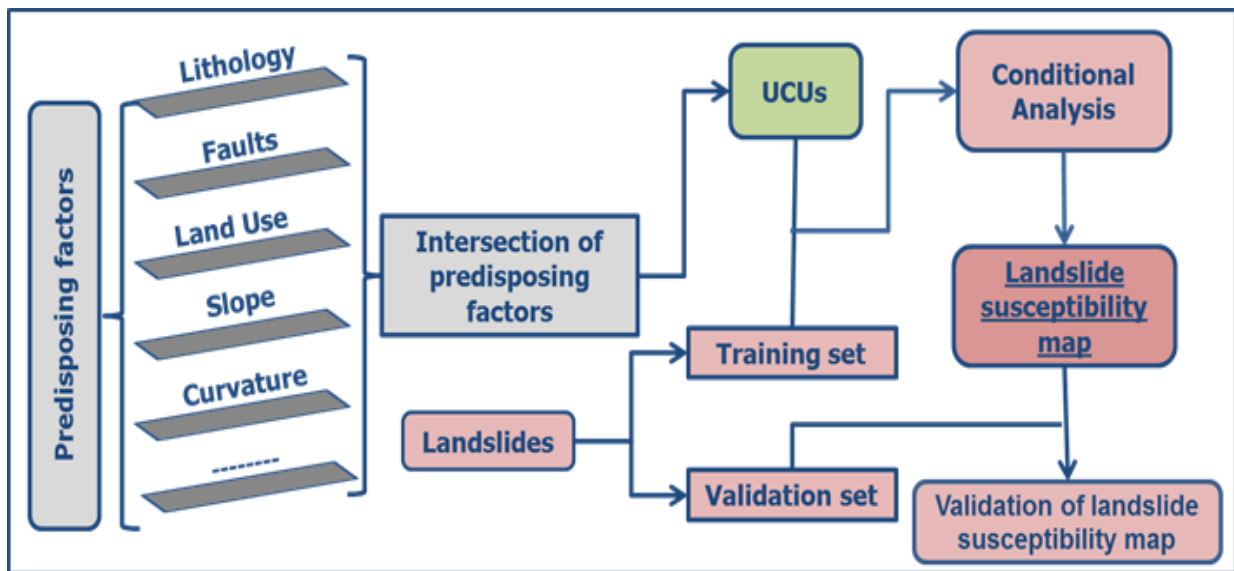 Predisposing factors
Lithology
Faults
Land Use
Slope
Curvature
--------
Intersection of
predisposing
factors
UCUs
Conditional
Analysis
Landslide
susceptibility
map
Training set
Landslides
Validation set
Validation of landslide
susceptibility map